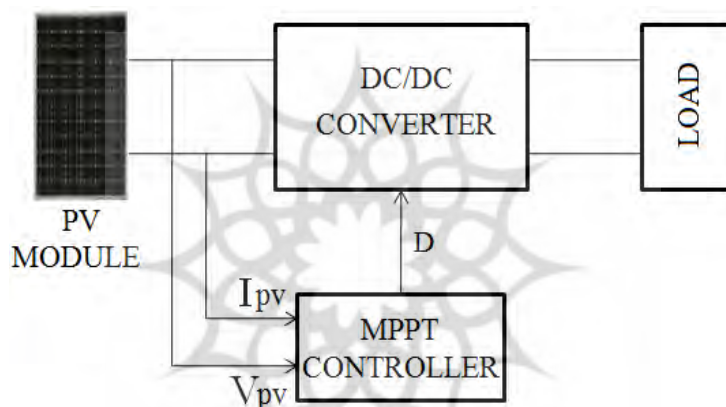 DC/DC
CONVERTER
LOAD
PV
MODULE
D
Ipv
MPPT
CONTROLLER
Vpv